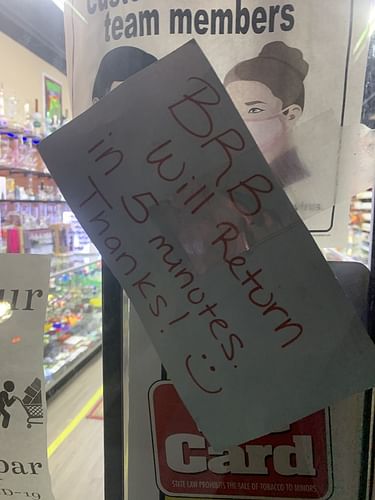 team members
BRB
Will Return
in 5 minutes.
Thanks! :)
ur
par
D-19
Card
STATE LAW PROHIBITS THE SALE OF TOBACCO TO MINORS